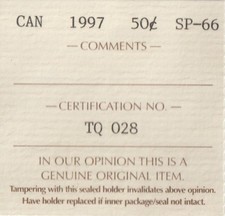 CAN 1997 50¢ SP-66
— COMMENTS —
— CERTIFICATION NO. —
TQ 028
IN OUR OPINION THIS IS A
GENUINE ORIGINAL ITEM.
Tampering with this sealed holder invalidates above opinion.
Have holder replaced if inner package/seal not intact.